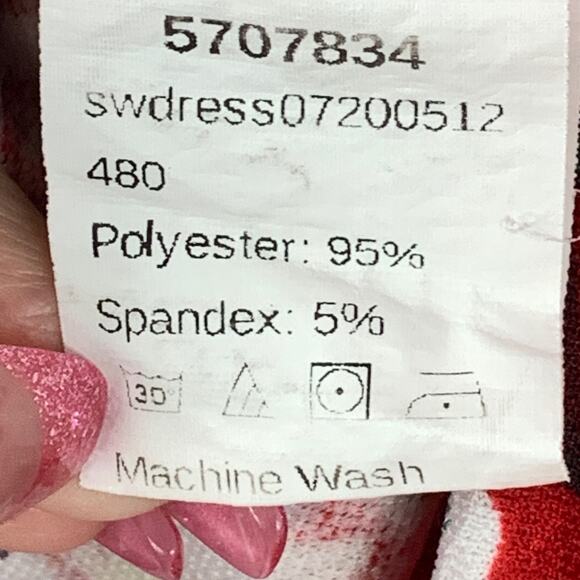 5707834
swdress07200512
480
Polyester: 95%
Spandex: 5%
30°
Machine Wash